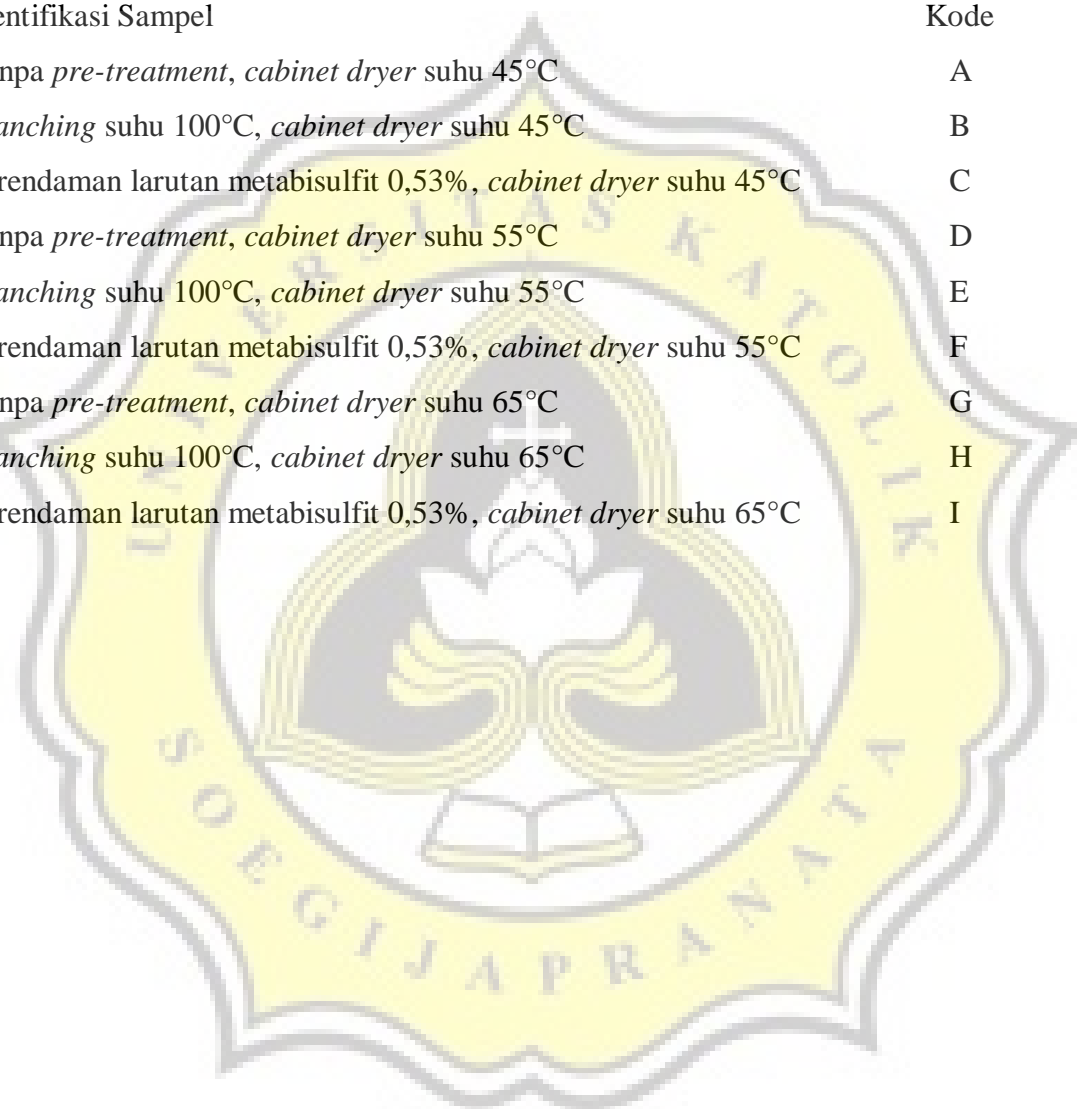 entifikasi Sampel Kode
npa pre-treatment, cabinet dryer suhu 45°C A
anching suhu 100°C, cabinet dryer suhu 45°C B
rendaman larutan metabisulfit 0,53%, cabinet dryer suhu 45°C C
npa pre-treatment, cabinet dryer suhu 55°C D
anching suhu 100°C, cabinet dryer suhu 55°C E
rendaman larutan metabisulfit 0,53%, cabinet dryer suhu 55°C F
npa pre-treatment, cabinet dryer suhu 65°C G
anching suhu 100°C, cabinet dryer suhu 65°C H
rendaman larutan metabisulfit 0,53%, cabinet dryer suhu 65°C I
UNIVERSITAS KATOLIK
SOEGIJAPRANATA